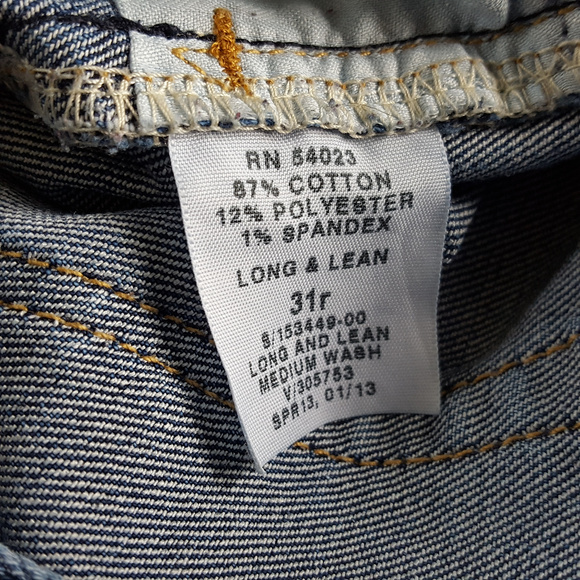 RN 54023
87% COTTON
12% POLYESTER
1% SPANDEX
LONG & LEAN
31r
S/153449-00
LONG AND LEAN
MEDIUM WASH
V/305753
SPR13, 01/13